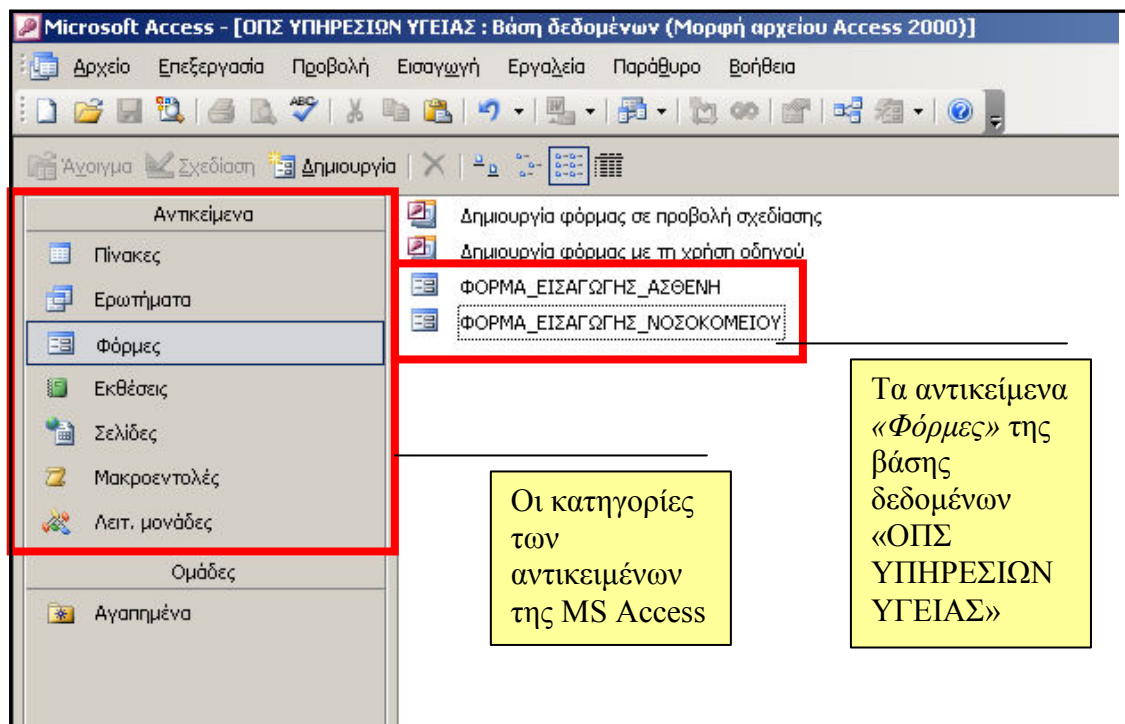 Microsoft Access - [ΟΠΣ ΥΠΗΡΕΣΙΩΝ ΥΓΕΙΑΣ : Βάση δεδομένων (Μορφή αρχείου Access 2000)]
Αρχείο Επεξεργασία Προβολή Εισαγωγή Εργαλεία Παράθυρο Βοήθεια
Άνοιγμα Σχεδίαση Δημιουργία
Αντικείμενα
Πίνακες
Ερωτήματα
Φόρμες
Εκθέσεις
Σελίδες
Μακροεντολές
Λειτ. μονάδες
Ομάδες
Αγαπημένα
Δημιουργία φόρμας σε προβολή σχεδίασης
Δημιουργία φόρμας με τη χρήση οδηγού
ΦΟΡΜΑ_ΕΙΣΑΓΩΓΗΣ_ΑΣΘΕΝΗ
ΦΟΡΜΑ_ΕΙΣΑΓΩΓΗΣ_ΝΟΣΟΚΟΜΕΙΟΥ
Οι κατηγορίες
των
αντικειμένων
της MS Access
Τα αντικείμενα
«Φόρμες» της
βάσης
δεδομένων
«ΟΠΣ
ΥΠΗΡΕΣΙΩΝ
ΥΓΕΙΑΣ»